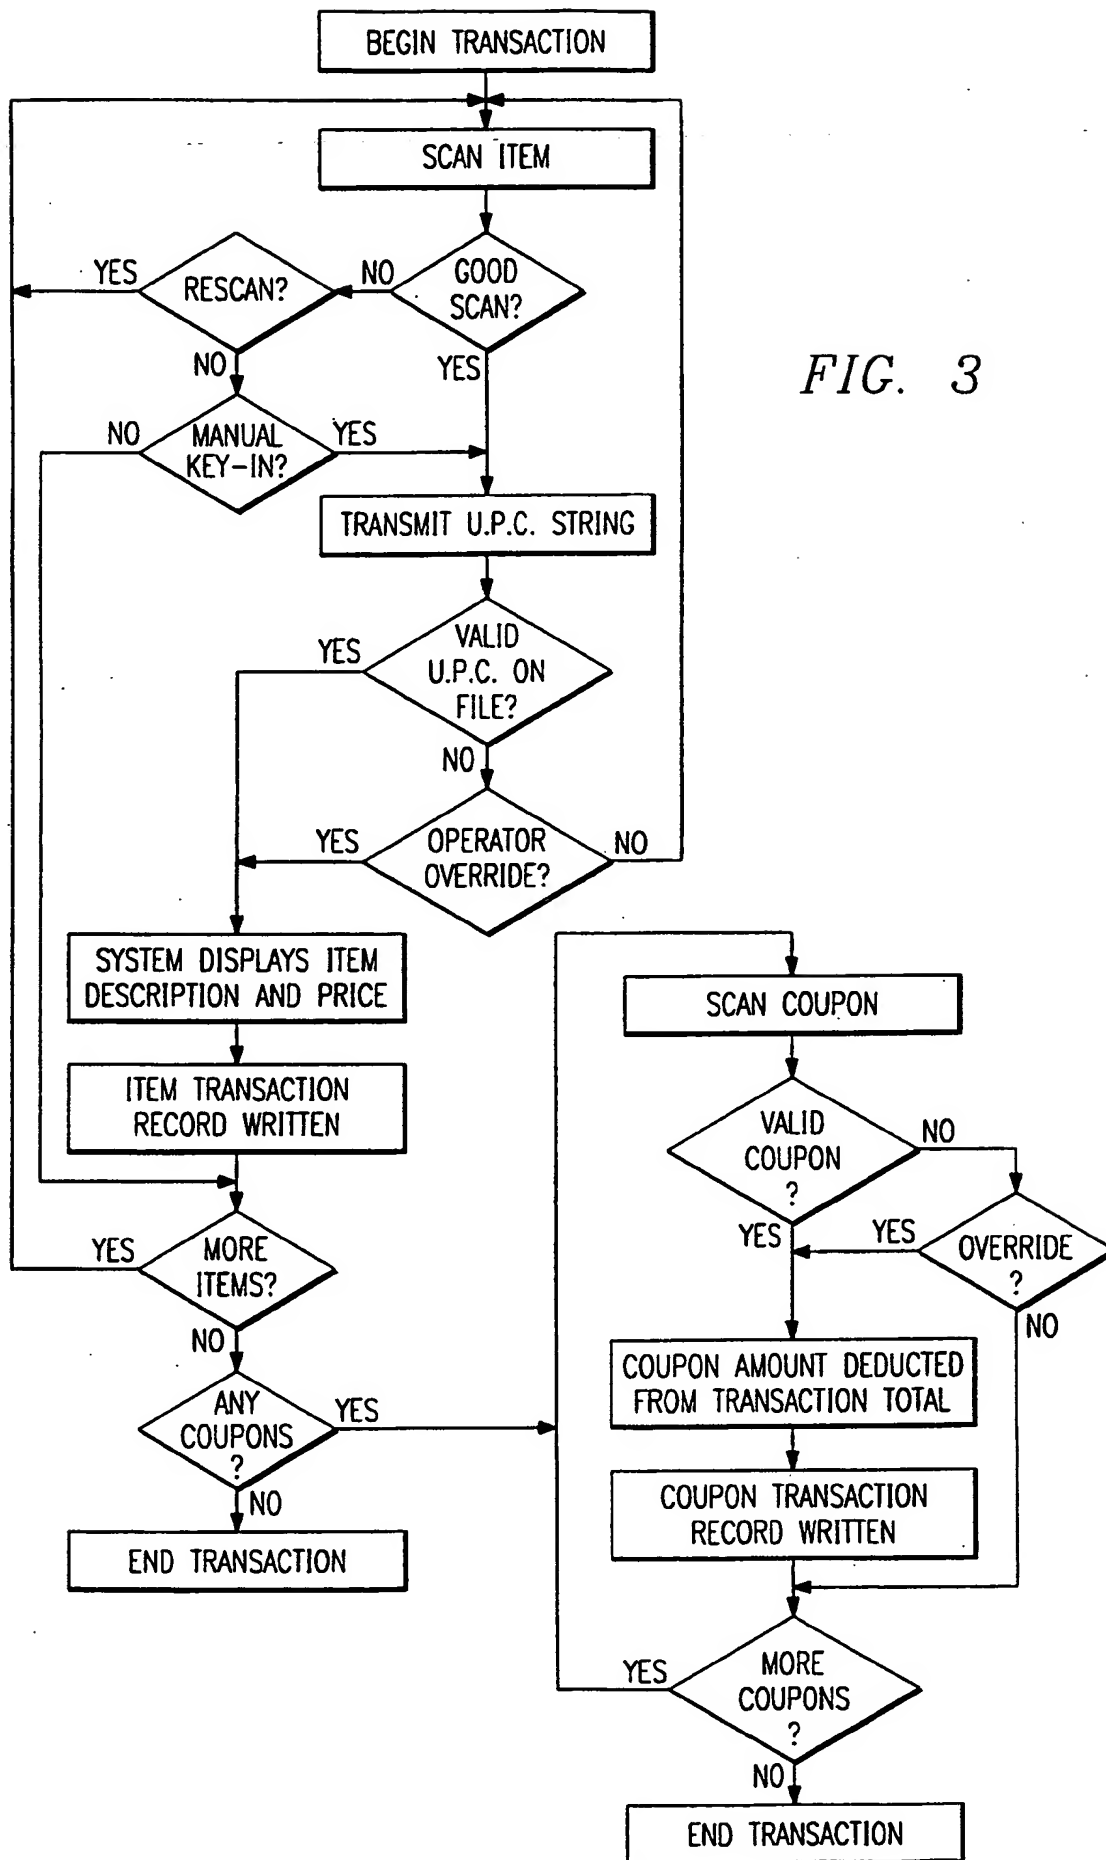 BEGIN TRANSACTION
SCAN ITEM
YES
RESCAN?
NO
GOOD
SCAN?
NO
YES
FIG. 3
NO
MANUAL
KEY-IN?
YES
TRANSMIT U.P.C. STRING
YES
VALID
U.P.C. ON
FILE?
NO
YES
OPERATOR
OVERRIDE?
NO
SYSTEM DISPLAYS ITEM
DESCRIPTION AND PRICE
ITEM TRANSACTION
RECORD WRITTEN
YES
MORE
ITEMS?
NO
ANY
COUPONS
?
YES
NO
END TRANSACTION
SCAN COUPON
VALID
COUPON
?
NO
YES
YES
OVERRIDE
?
NO
COUPON AMOUNT DEDUCTED
FROM TRANSACTION TOTAL
COUPON TRANSACTION
RECORD WRITTEN
YES
MORE
COUPONS
?
NO
END TRANSACTION